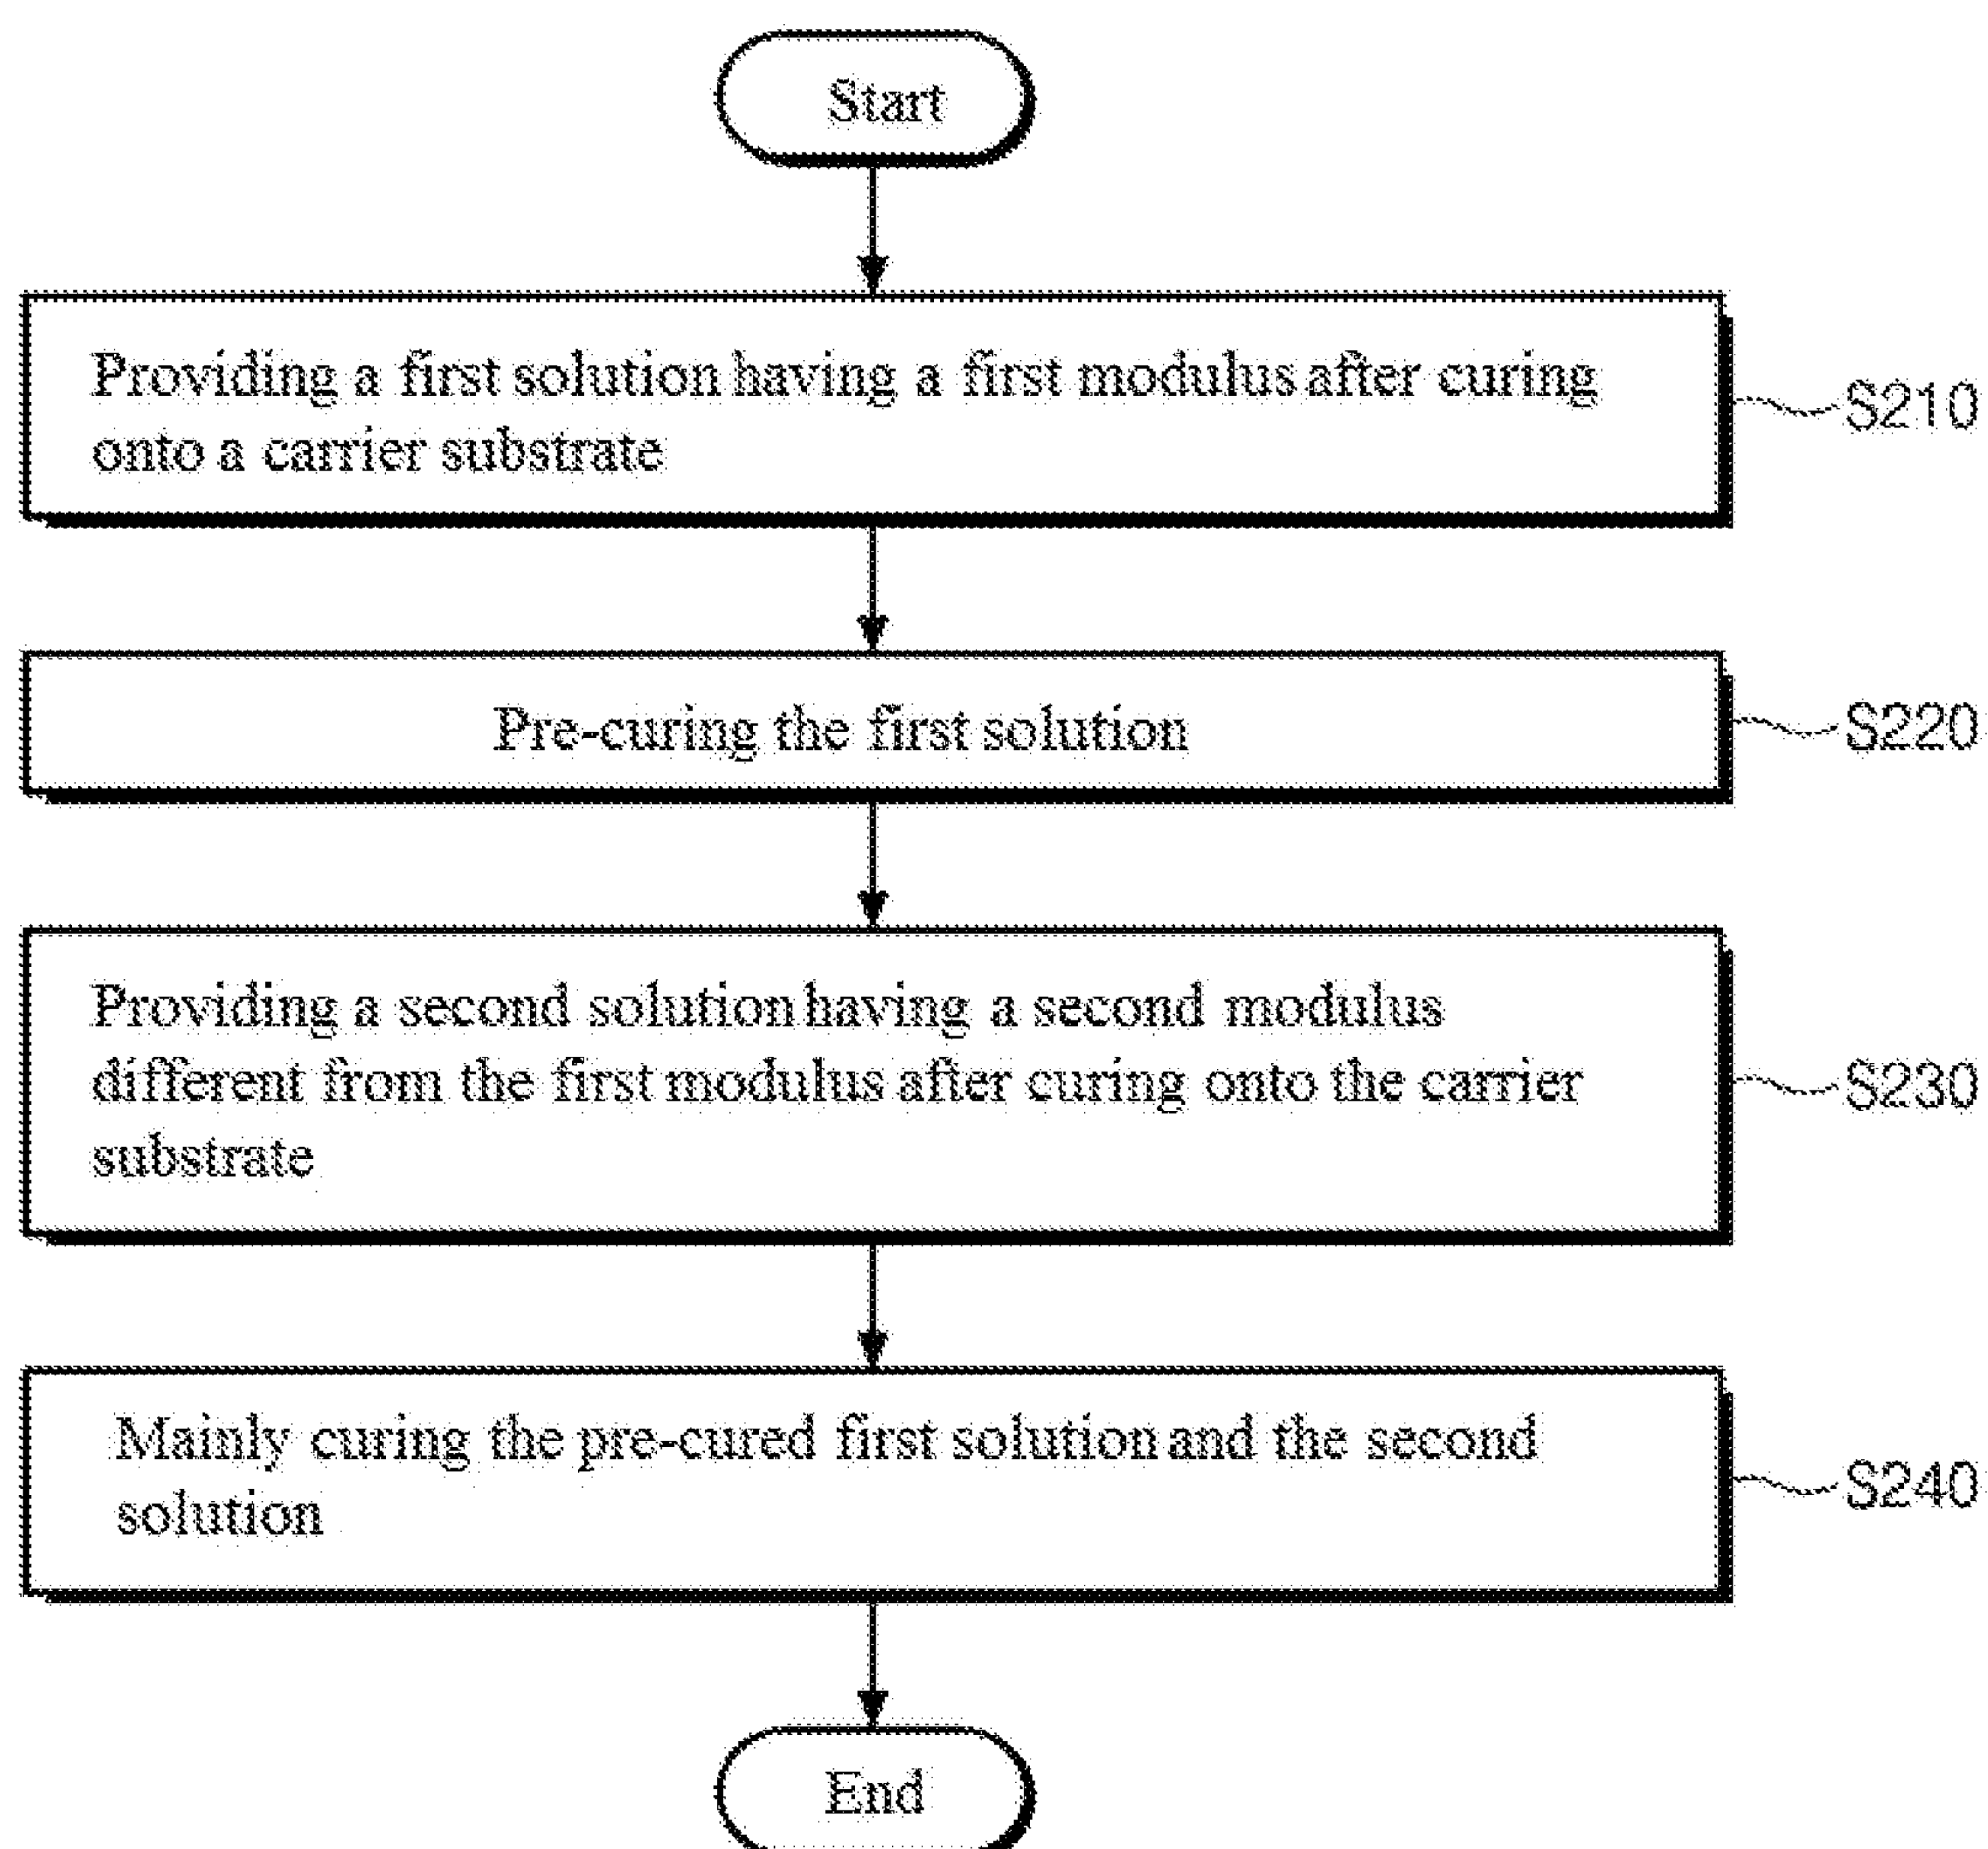 Start
Providing a first solution having a first modulus after curing
onto a carrier substrate
S210
Pre-curing the first solution
S220
Providing a second solution having a second modulus
different from the first modulus after curing onto the carrier
substrate
S230
Mainly curing the pre-cured first solution and the second
solution
S240
End